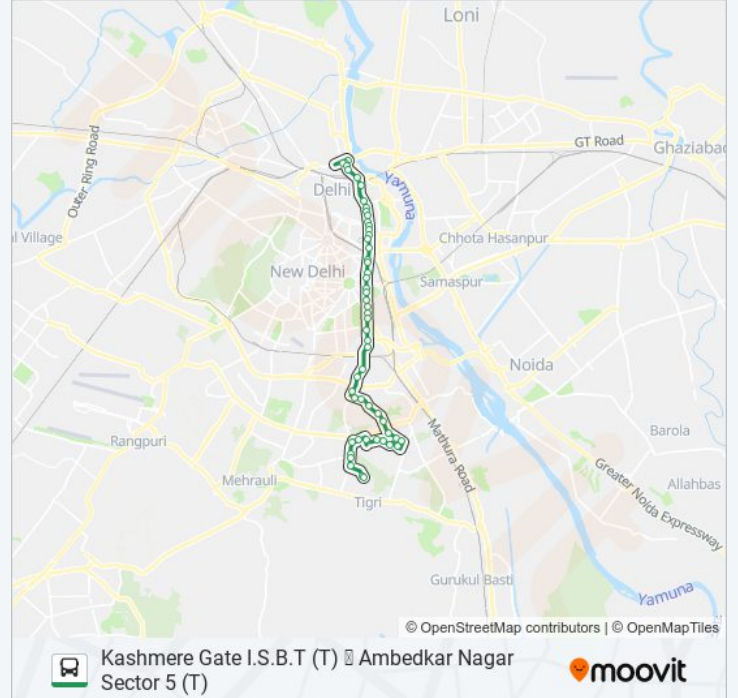 Loni
Outer Ring Road
GT Road
Ghaziabad
Delhi
Yamuna
al Village
Chhota Hasanpur
New Delhi
Samaspur
Noida
Rangpuri
Mathura Road
Barola
Mehrauli
Greater Noida Expressway
Allahbas
Tigri
Gurukul Basti
Yamuna
© OpenStreetMap contributors | © OpenMapTiles
Kashmere Gate I.S.B.T (T) Ambedkar Nagar
Sector 5 (T)
moovit